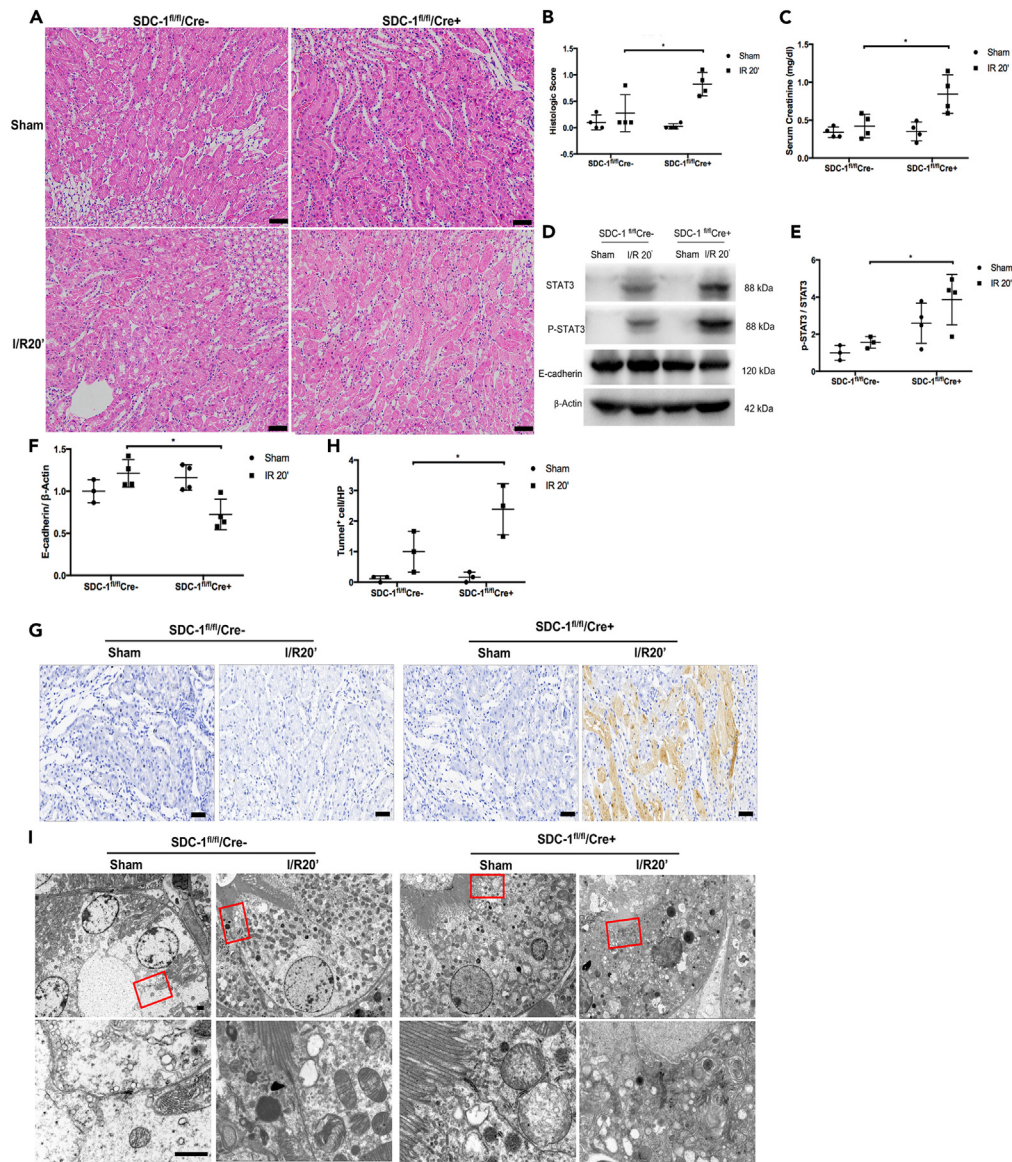 A
SDC-1fl/fl/Cre-
SDC-1fl/fl/Cre+
Sham
I/R20'
B
Histologic Score
1.5
1.0
0.5
0.0
-0.5
*
Sham
IR 20'
SDC-1fl/flCre-
SDC-1fl/flCre+
C
Serum Creatinine (mg/dl)
1.5
1.0
0.5
0.0
*
Sham
IR 20'
SDC-1fl/flCre-
SDC-1fl/flCre+
D
SDC-1 fl/flCre-
SDC-1 fl/flCre+
Sham I/R 20' Sham I/R 20'
STAT3
88 kDa
P-STAT3
88 kDa
E-cadherin
120 kDa
β-Actin
42 kDa
E
p-STAT3 / STAT3
6
4
2
0
*
Sham
IR 20'
SDC-1fl/flCre-
SDC-1fl/flCre+
F
E-cadherin/ β-Actin
1.5
1.0
0.5
0.0
*
Sham
IR 20'
SDC-1fl/flCre-
SDC-1fl/flCre+
H
Tunnel+ cell/HP
4
3
2
1
0
*
Sham
IR 20'
SDC-1fl/flCre-
SDC-1fl/flCre+
G
SDC-1fl/fl/Cre-
SDC-1fl/fl/Cre+
Sham
I/R20'
Sham
I/R20'
I
SDC-1fl/fl/Cre-
SDC-1fl/fl/Cre+
Sham
I/R20'
Sham
I/R20'